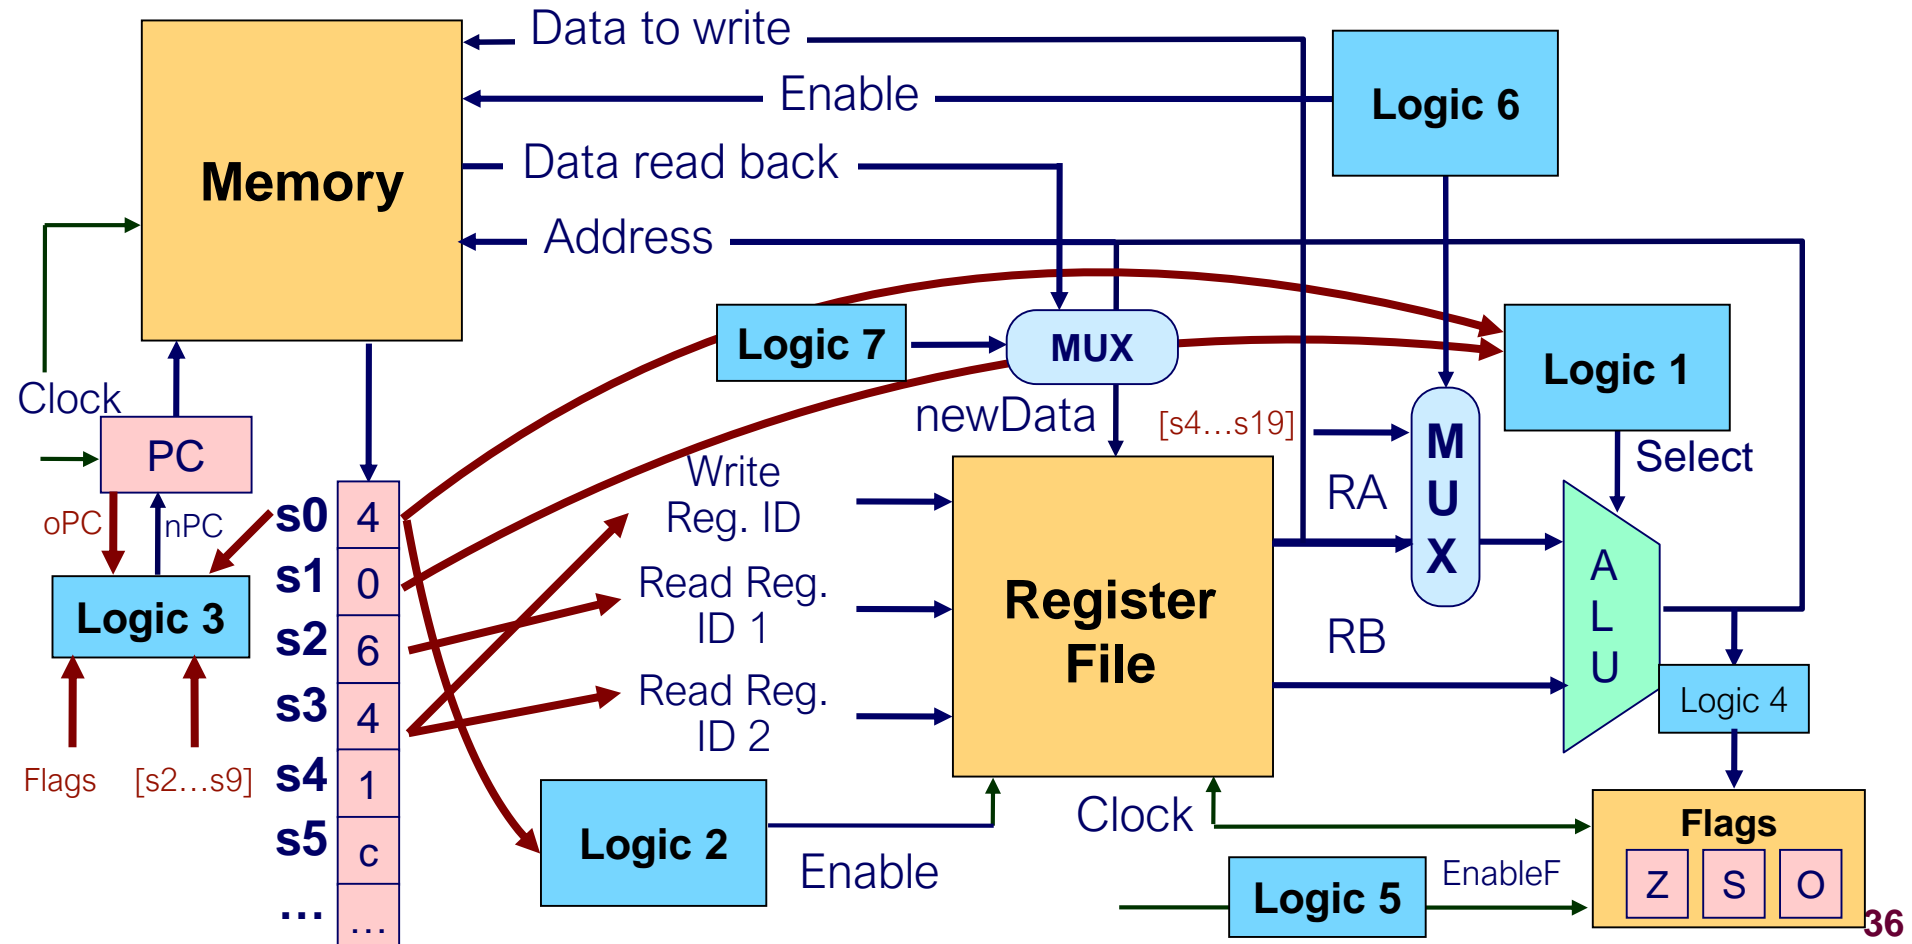 Data to write
Enable
Logic 6
Memory
Data read back
Address
Logic 7
MUX
Logic 1
Clock
newData
[s4...s19]
M
U
X
Select
PC
Write
Reg. ID
RA
oPC
nPC
s0
4
s1
0
Logic 3
Read Reg.
ID 1
Register
File
A
L
U
s2
6
RB
s3
4
Read Reg.
ID 2
Logic 4
Flags
[s2...s9]
s4
1
s5
c
...
...
Logic 2
Enable
Clock
Logic 5
EnableF
Flags
Z
S
O
36